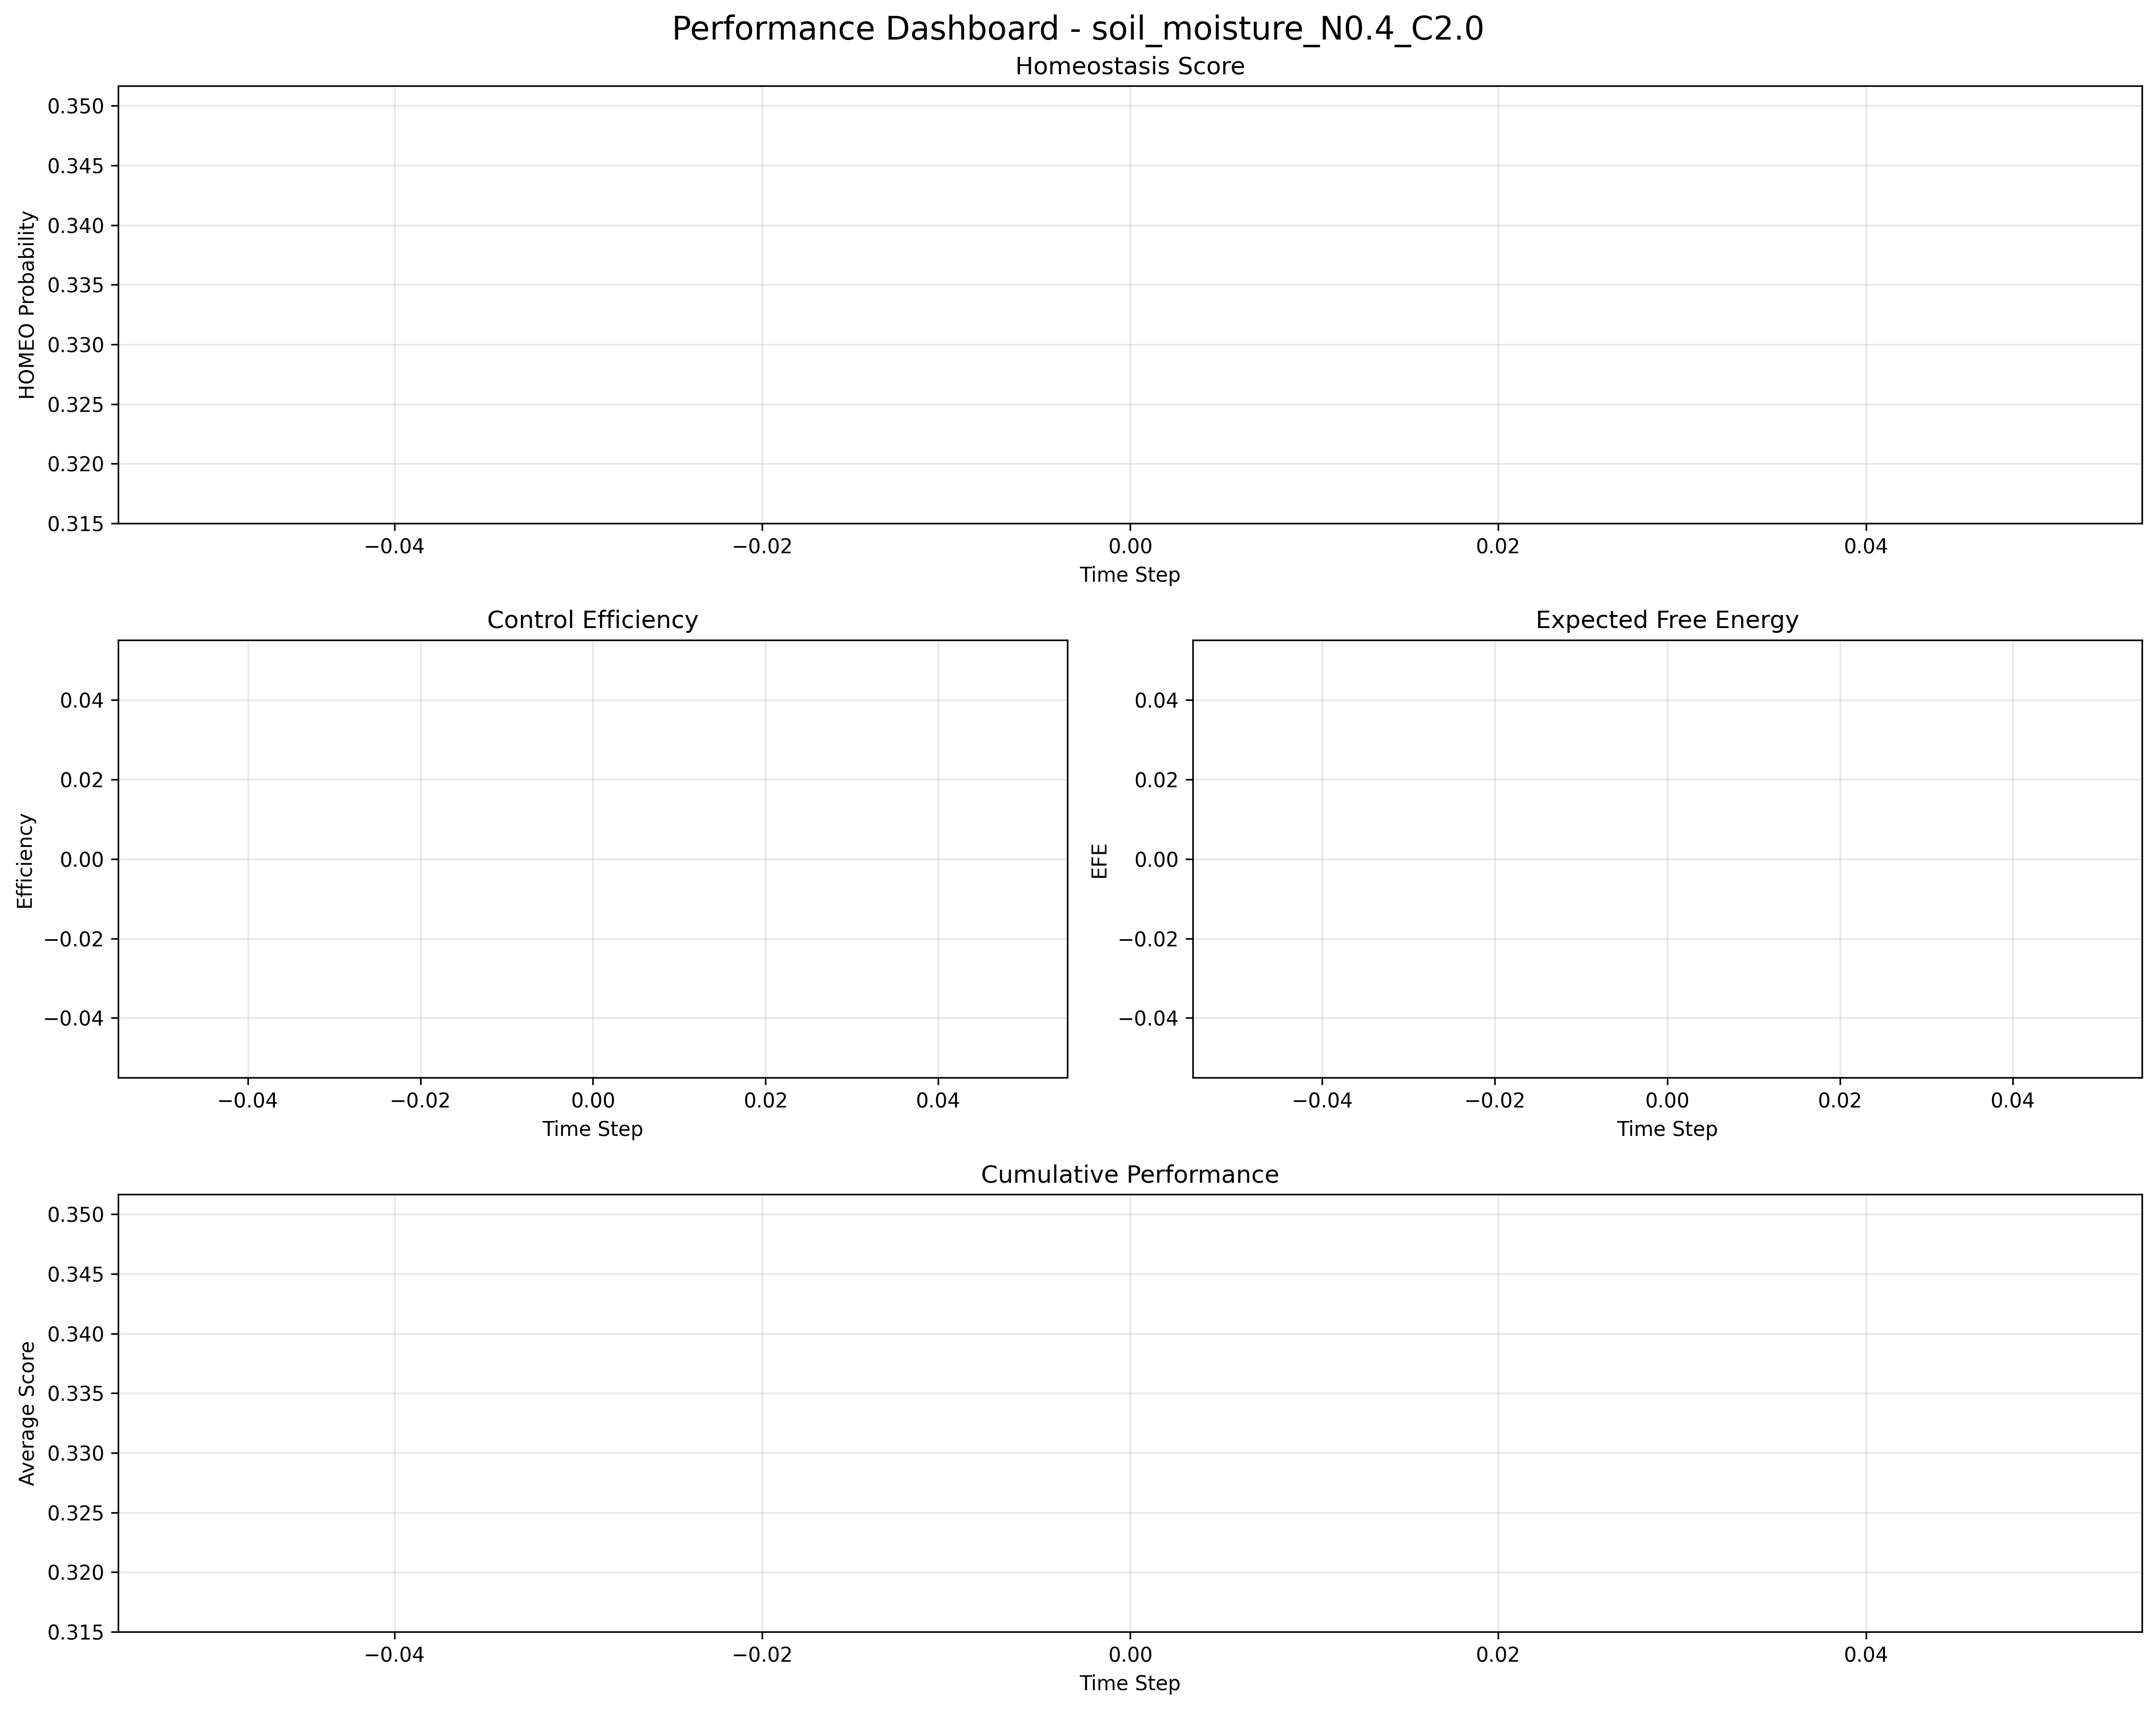 Performance Dashboard - soil_moisture_N0.4_C2.0
Homeostasis Score
HOMEO Probability
0.350
0.345
0.340
0.335
0.330
0.325
0.320
0.315
−0.04 −0.02 0.00 0.02 0.04
Time Step
Control Efficiency
Efficiency
0.04
0.02
0.00
−0.02
−0.04
−0.04 −0.02 0.00 0.02 0.04
Time Step
Expected Free Energy
EFE
0.04
0.02
0.00
−0.02
−0.04
−0.04 −0.02 0.00 0.02 0.04
Time Step
Cumulative Performance
Average Score
0.350
0.345
0.340
0.335
0.330
0.325
0.320
0.315
−0.04 −0.02 0.00 0.02 0.04
Time Step